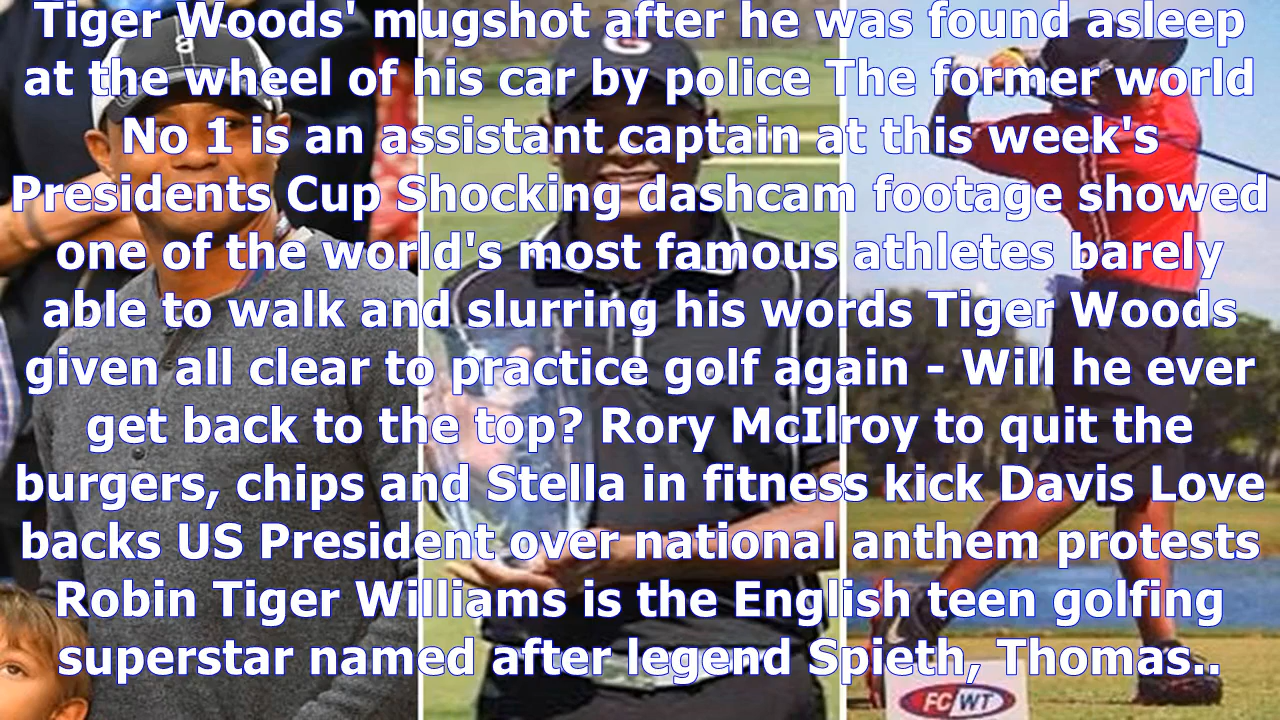 Tiger Woods' mugshot after he was found asleep
at the wheel of his car by police The former world
No 1 is an assistant captain at this week's
Presidents Cup Shocking dashcam footage showed
one of the world's most famous athletes barely
able to walk and slurring his words Tiger Woods
given all clear to practice golf again - Will he ever
get back to the top? Rory McIlroy to quit the
burgers, chips and Stella in fitness kick Davis Love
backs US President over national anthem protests
Robin Tiger Williams is the English teen golfing
superstar named after legend Spieth, Thomas..
FCWT